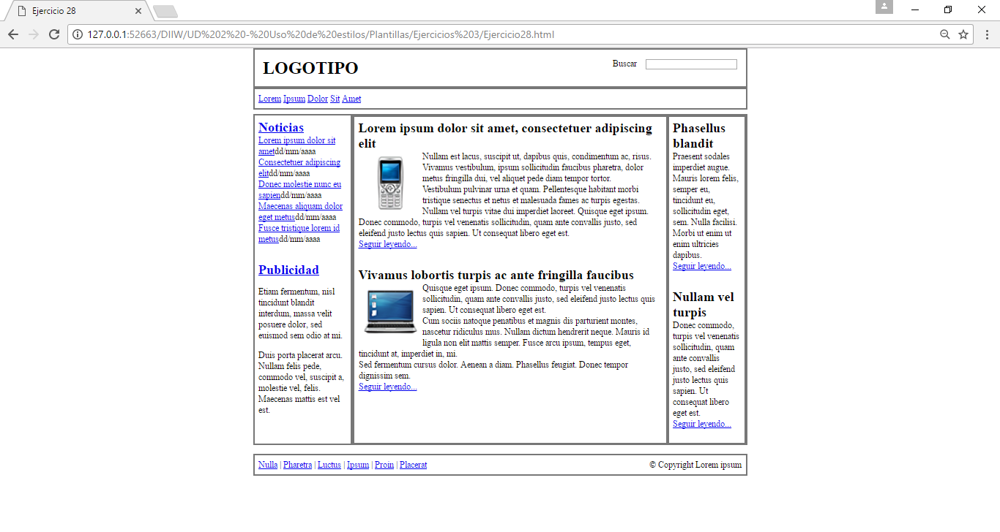 Ejercicio 28
127.0.0.1:52663/DIIW/UD%202%20-%20Uso%20de%20estilos/Plantillas/Ejercicios%203/Ejercicio28.html
LOGOTIPO
Buscar
Lorem Ipsum Dolor Sit Amet
Noticias
Lorem ipsum dolor sit
ametdd/mm/aaaa
Consectetuer adipiscing
elitdd/mm/aaaa
Donec molestie nunc eu
sapiendd/mm/aaaa
Maecenas aliquam dolor
eget metusdd/mm/aaaa
Fusce tristique lorem id
metusdd/mm/aaaa
Publicidad
Etiam fermentum, nisl
tincidunt blandit
interdum, massa velit
posuere dolor, sed
euismod sem odio at mi.
Duis porta placerat arcu.
Nullam felis pede,
commodo vel, suscipit a,
molestie vel, felis.
Maecenas mattis est vel
est.
Lorem ipsum dolor sit amet, consectetuer adipiscing
elit
Nullam est lacus, suscipit ut, dapibus quis, condimentum ac, risus.
Vivamus vestibulum, ipsum sollicitudin faucibus pharetra, dolor
metus fringilla dui, vel aliquet pede diam tempor tortor.
Vestibulum pulvinar urna et quam. Pellentesque habitant morbi
tristique senectus et netus et malesuada fames ac turpis egestas.
Nullam vel turpis vitae dui imperdiet laoreet. Quisque eget ipsum.
Donec commodo, turpis vel venenatis sollicitudin, quam ante convallis justo, sed
eleifend justo lectus quis sapien. Ut consequat libero eget est.
Seguir leyendo...
Vivamus lobortis turpis ac ante fringilla faucibus
Quisque eget ipsum. Donec commodo, turpis vel venenatis
sollicitudin, quam ante convallis justo, sed eleifend justo lectus quis
sapien. Ut consequat libero eget est.
Cum sociis natoque penatibus et magnis dis parturient montes,
nascetur ridiculus mus. Nullam dictum hendrerit neque. Mauris id
ligula non elit mattis semper. Fusce arcu ipsum, tempus eget,
tincidunt at, imperdiet in, mi.
Sed fermentum cursus dolor. Aenean a diam. Phasellus feugiat. Donec tempor
dignissim sem.
Seguir leyendo...
Phasellus
blandit
Praesent sodales
imperdiet augue.
Mauris lorem felis,
semper eu,
tincidunt eu,
sollicitudin eget,
sem. Nulla facilisi.
Morbi ut enim ut
enim ultricies
dapibus.
Seguir leyendo...
Nullam vel
turpis
Donec commodo,
turpis vel venenatis
sollicitudin, quam
ante convallis
justo, sed eleifend
justo lectus quis
sapien. Ut
consequat libero
eget est.
Seguir leyendo...
Nulla | Pharetra | Luctus | Ipsum | Proin | Placerat
© Copyright Lorem ipsum